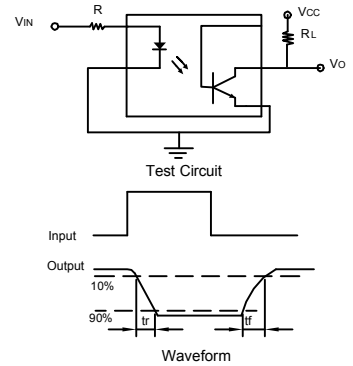 R
VIN
VCC
RL
VO
Test Circuit
Input
Output
10%
90%
tr
tf
Waveform